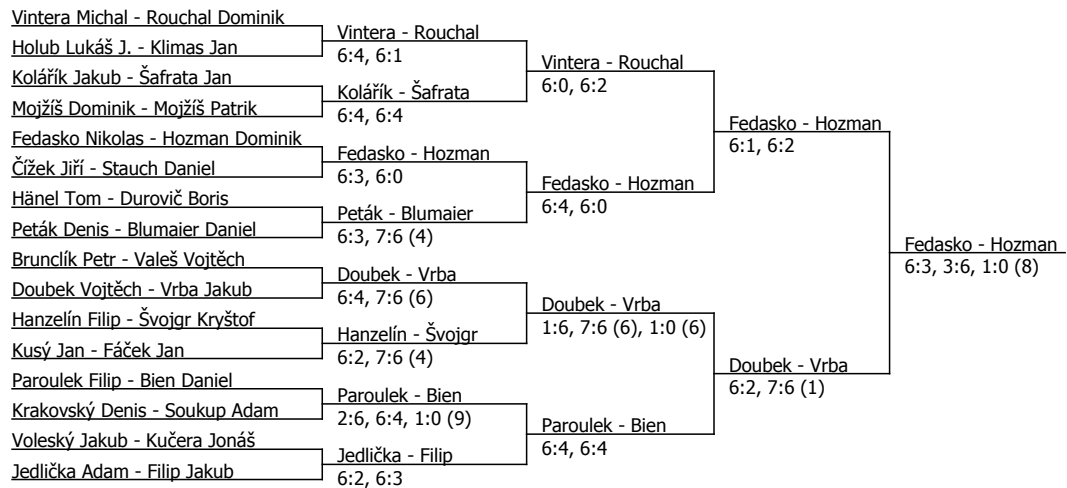 Vintera Michal - Rouchal Dominik
Holub Lukáš J. - Klimas Jan
Kolářík Jakub - Šafrata Jan
Mojžíš Dominik - Mojžíš Patrik
Fedasko Nikolas - Hozman Dominik
Čížek Jiří - Stauch Daniel
Hänel Tom - Durovič Boris
Peták Denis - Blumaier Daniel
Brunclík Petr - Valeš Vojtěch
Doubek Vojtěch - Vrba Jakub
Hanzelín Filip - Švojgr Kryštof
Kusý Jan - Fáček Jan
Paroulek Filip - Bien Daniel
Krakovský Denis - Soukup Adam
Voleský Jakub - Kučera Jonáš
Jedlička Adam - Filip Jakub
Vintera - Rouchal
6:4, 6:1
Kolářík - Šafrata
6:4, 6:4
Fedasko - Hozman
6:3, 6:0
Peták - Blumaier
6:3, 7:6 (4)
Doubek - Vrba
6:4, 7:6 (6)
Hanzelín - Švojgr
6:2, 7:6 (4)
Paroulek - Bien
2:6, 6:4, 1:0 (9)
Jedlička - Filip
6:2, 6:3
Vintera - Rouchal
6:0, 6:2
Fedasko - Hozman
6:4, 6:0
Doubek - Vrba
1:6, 7:6 (6), 1:0 (6)
Paroulek - Bien
6:4, 6:4
Fedasko - Hozman
6:1, 6:2
Doubek - Vrba
6:2, 7:6 (1)
Fedasko - Hozman
6:3, 3:6, 1:0 (8)